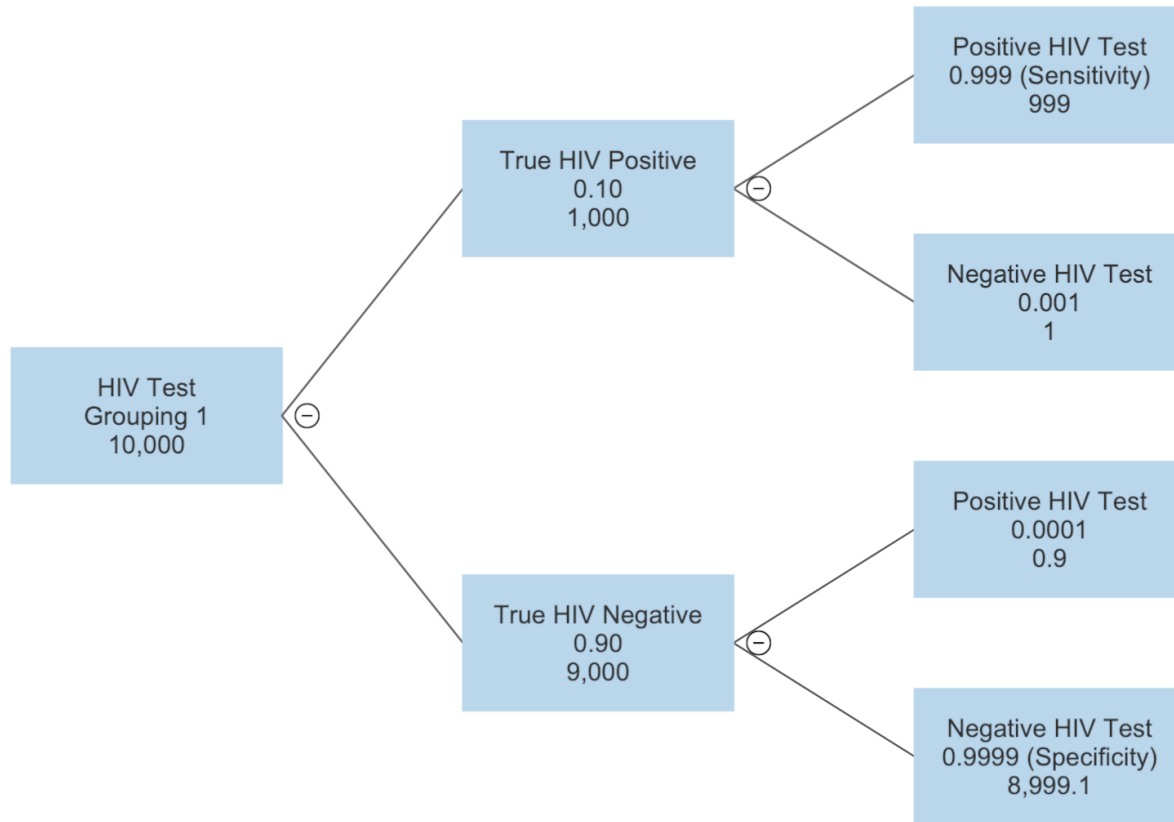 HIV Test
Grouping 1
10,000
True HIV Positive
0.10
1,000
Positive HIV Test
0.999 (Sensitivity)
999
Negative HIV Test
0.001
1
True HIV Negative
0.90
9,000
Positive HIV Test
0.0001
0.9
Negative HIV Test
0.9999 (Specificity)
8,999.1